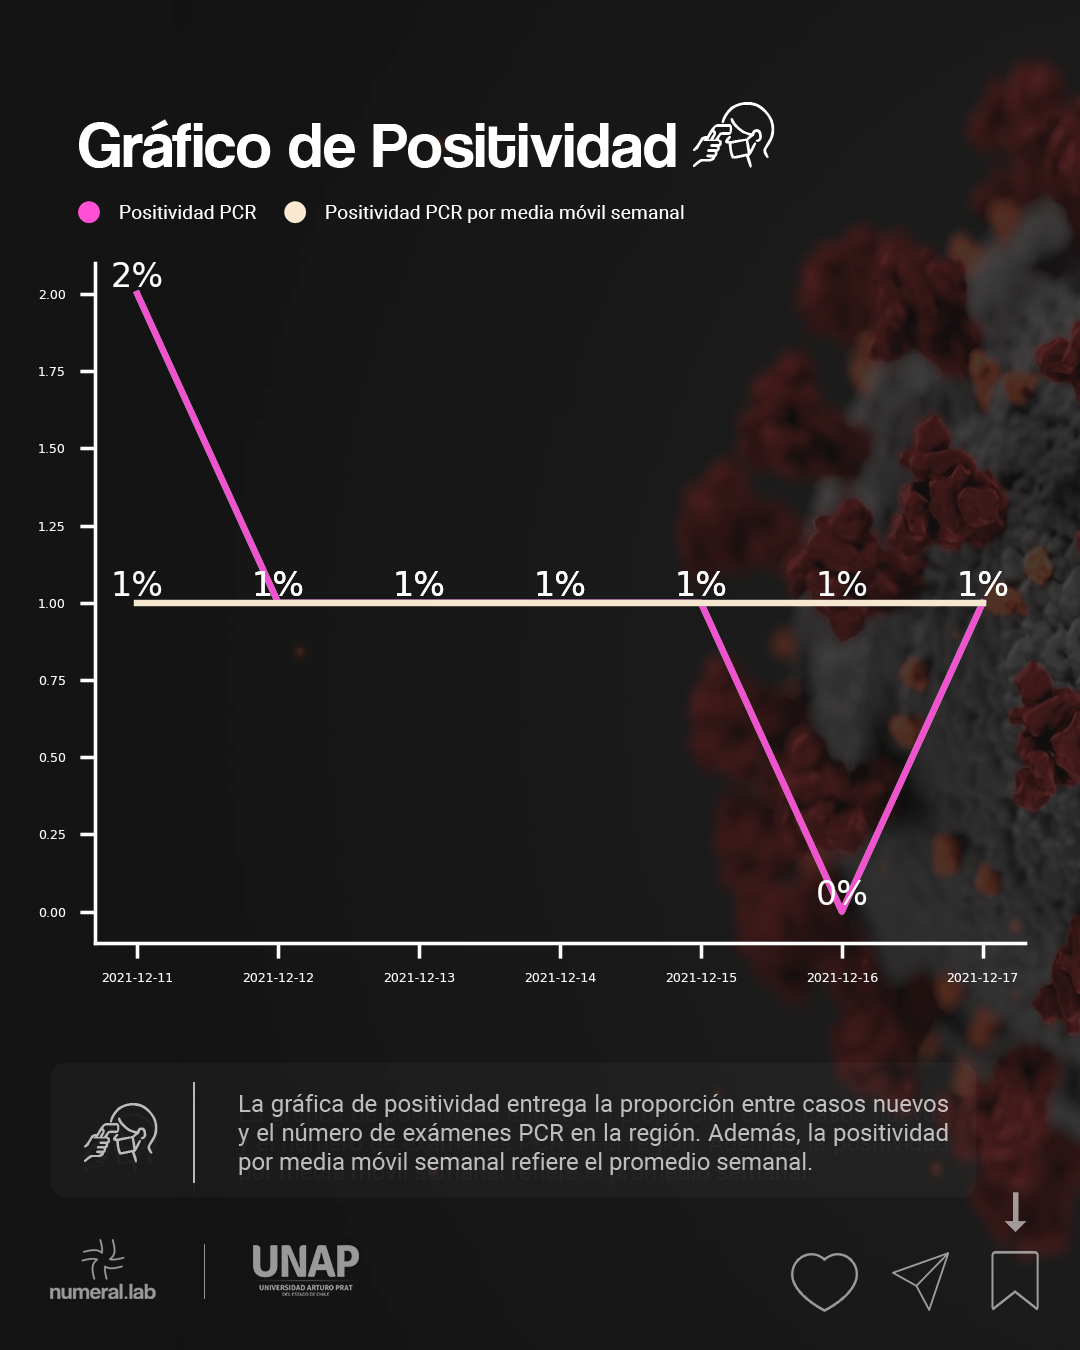 Gráfico de Positividad
Positividad PCR
Positividad PCR por media móvil semanal
2%
2.00
1.75
1.50
1.25
1% 1% 1% 1% 1% 1% 1%
1.00
0.75
0.50
0.25
0%
0.00
2021-12-11 2021-12-12 2021-12-13 2021-12-14 2021-12-15 2021-12-16 2021-12-17
La gráfica de positividad entrega la proporción entre casos nuevos
y el número de exámenes PCR en la región. Además, la positividad
por media móvil semanal refiere el promedio semanal.
numeral.lab
UNAP
UNIVERSIDAD ARTURO PRAT
DEL ESTADO DE CHILE